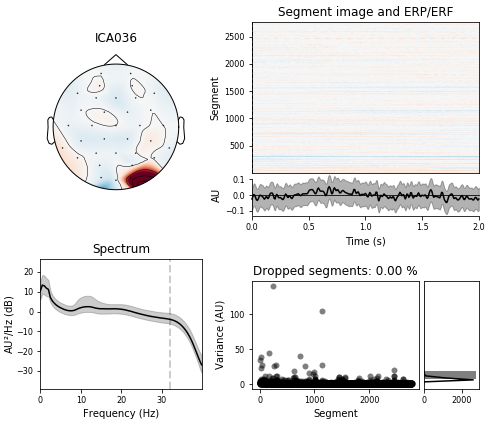 ICA036
Segment image and ERP/ERF
Segment
2500
2000
1500
1000
500
AU
0.1
0.0
−0.1
0.0 0.5 1.0 1.5 2.0
Time (s)
Spectrum
AU²/Hz (dB)
20
10
0
−10
−20
−30
0 10 20 30
Frequency (Hz)
Dropped segments: 0.00 %
Variance (AU)
100
50
0
0 1000 2000
Segment
0 2000